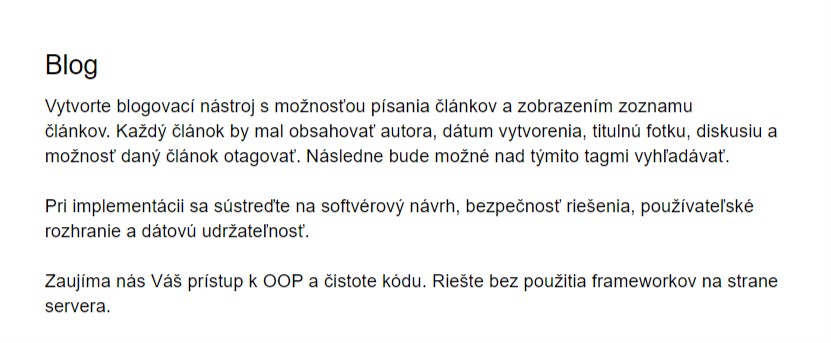 Blog
Vytvorte blogovací nástroj s možnosťou písania článkov a zobrazením zoznamu
článkov. Každý článok by mal obsahovať autora, dátum vytvorenia, titulnú fotku, diskusiu a
možnosť daný článok otagovať. Následne bude možné nad týmito tagmi vyhľadávať.
Pri implementácii sa sústreďte na softvérový návrh, bezpečnosť riešenia, používateľské
rozhranie a dátovú udržateľnosť.
Zaujíma nás Váš prístup k OOP a čistote kódu. Riešte bez použitia frameworkov na strane
servera.